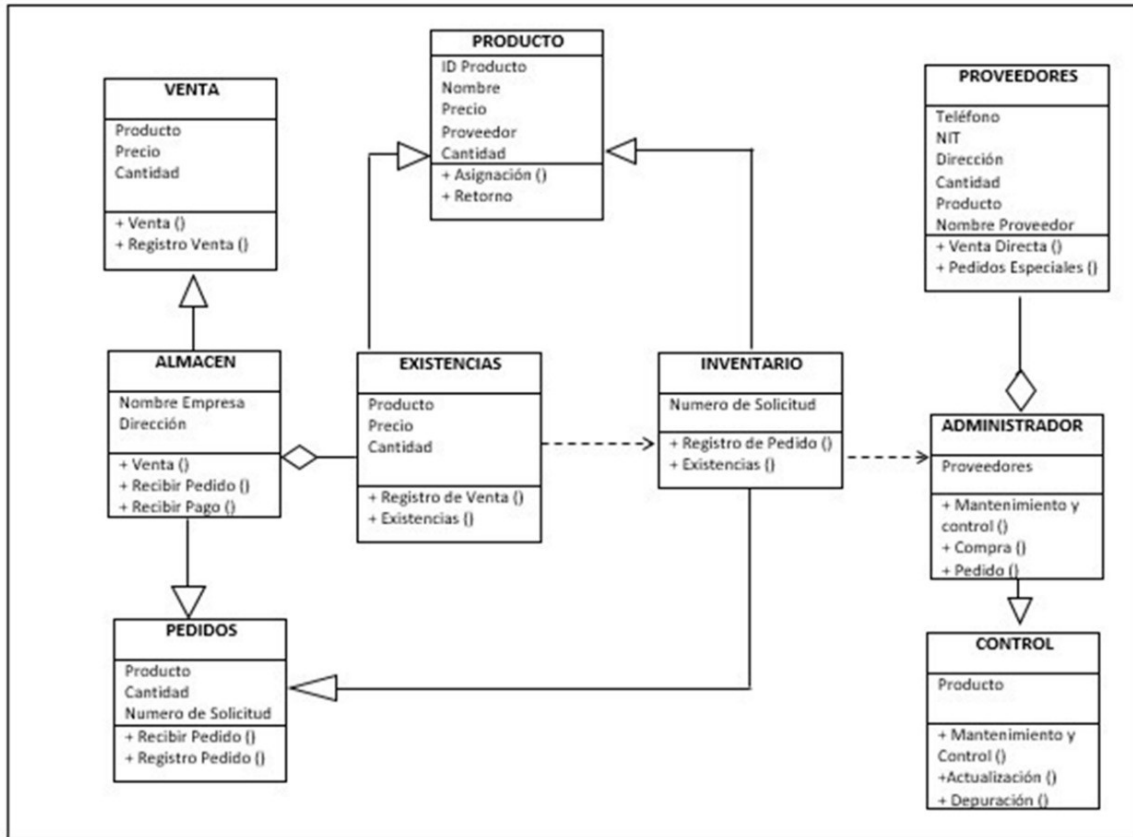 PRODUCTO
ID Producto
Nombre
Precio
Proveedor
Cantidad
+ Asignación ()
+ Retorno
VENTA
Producto
Precio
Cantidad
+ Venta ()
+ Registro Venta ()
PROVEEDORES
Teléfono
NIT
Dirección
Cantidad
Producto
Nombre Proveedor
+ Venta Directa ()
+ Pedidos Especiales ()
ALMACEN
Nombre Empresa
Dirección
+ Venta ()
+ Recibir Pedido ()
+ Recibir Pago ()
EXISTENCIAS
Producto
Precio
Cantidad
+ Registro de Venta ()
+ Existencias ()
INVENTARIO
Numero de Solicitud
+ Registro de Pedido ()
+ Existencias ()
ADMINISTRADOR
Proveedores
+ Mantenimiento y
control ()
+ Compra ()
+ Pedido ()
PEDIDOS
Producto
Cantidad
Numero de Solicitud
+ Recibir Pedido ()
+ Registro Pedido ()
CONTROL
Producto
+ Mantenimiento y
Control ()
+Actualización ()
+ Depuración ()